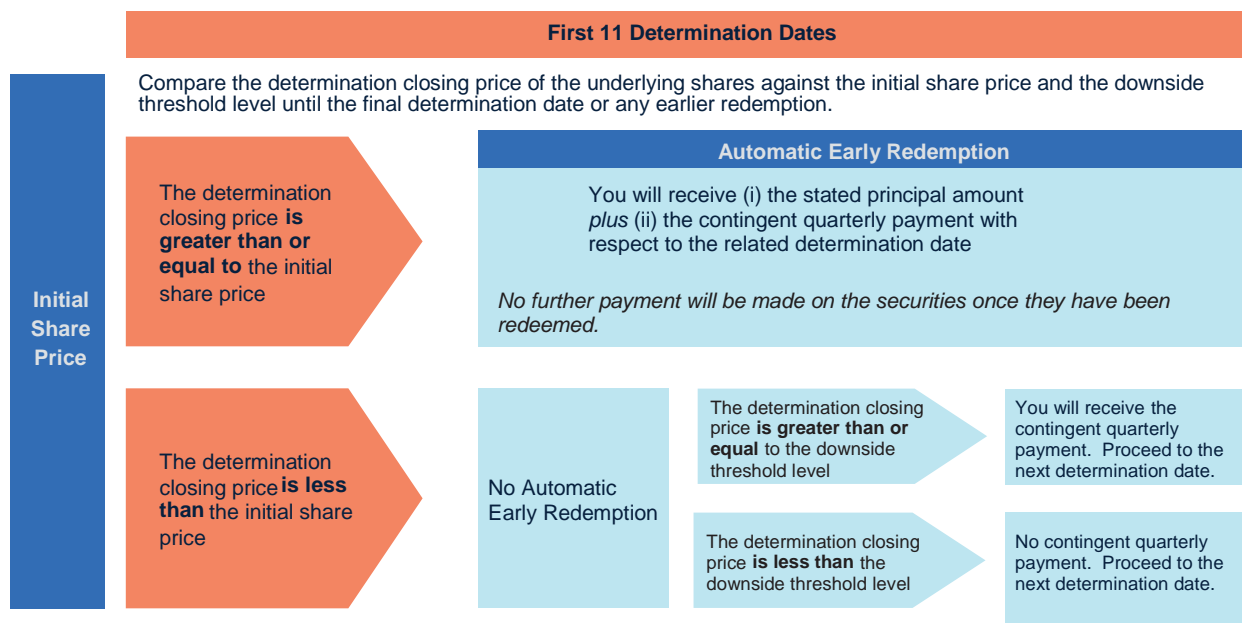 First 11 Determination Dates
Compare the determination closing price of the underlying shares against the initial share price and the downside
threshold level until the final determination date or any earlier redemption.
Initial
Share
Price
The determination
closing price is
greater than or
equal to the initial
share price
Automatic Early Redemption
You will receive (i) the stated principal amount
plus (ii) the contingent quarterly payment with
respect to the related determination date
No further payment will be made on the securities once they have been
redeemed.
The determination
closing price is less
than the initial share
price
No Automatic
Early Redemption
The determination closing
price is greater than or
equal to the downside
threshold level
You will receive the
contingent quarterly
payment.  Proceed to the
next determination date.
The determination closing
price is less than the
downside threshold level
No contingent quarterly
payment.  Proceed to the
next determination date.